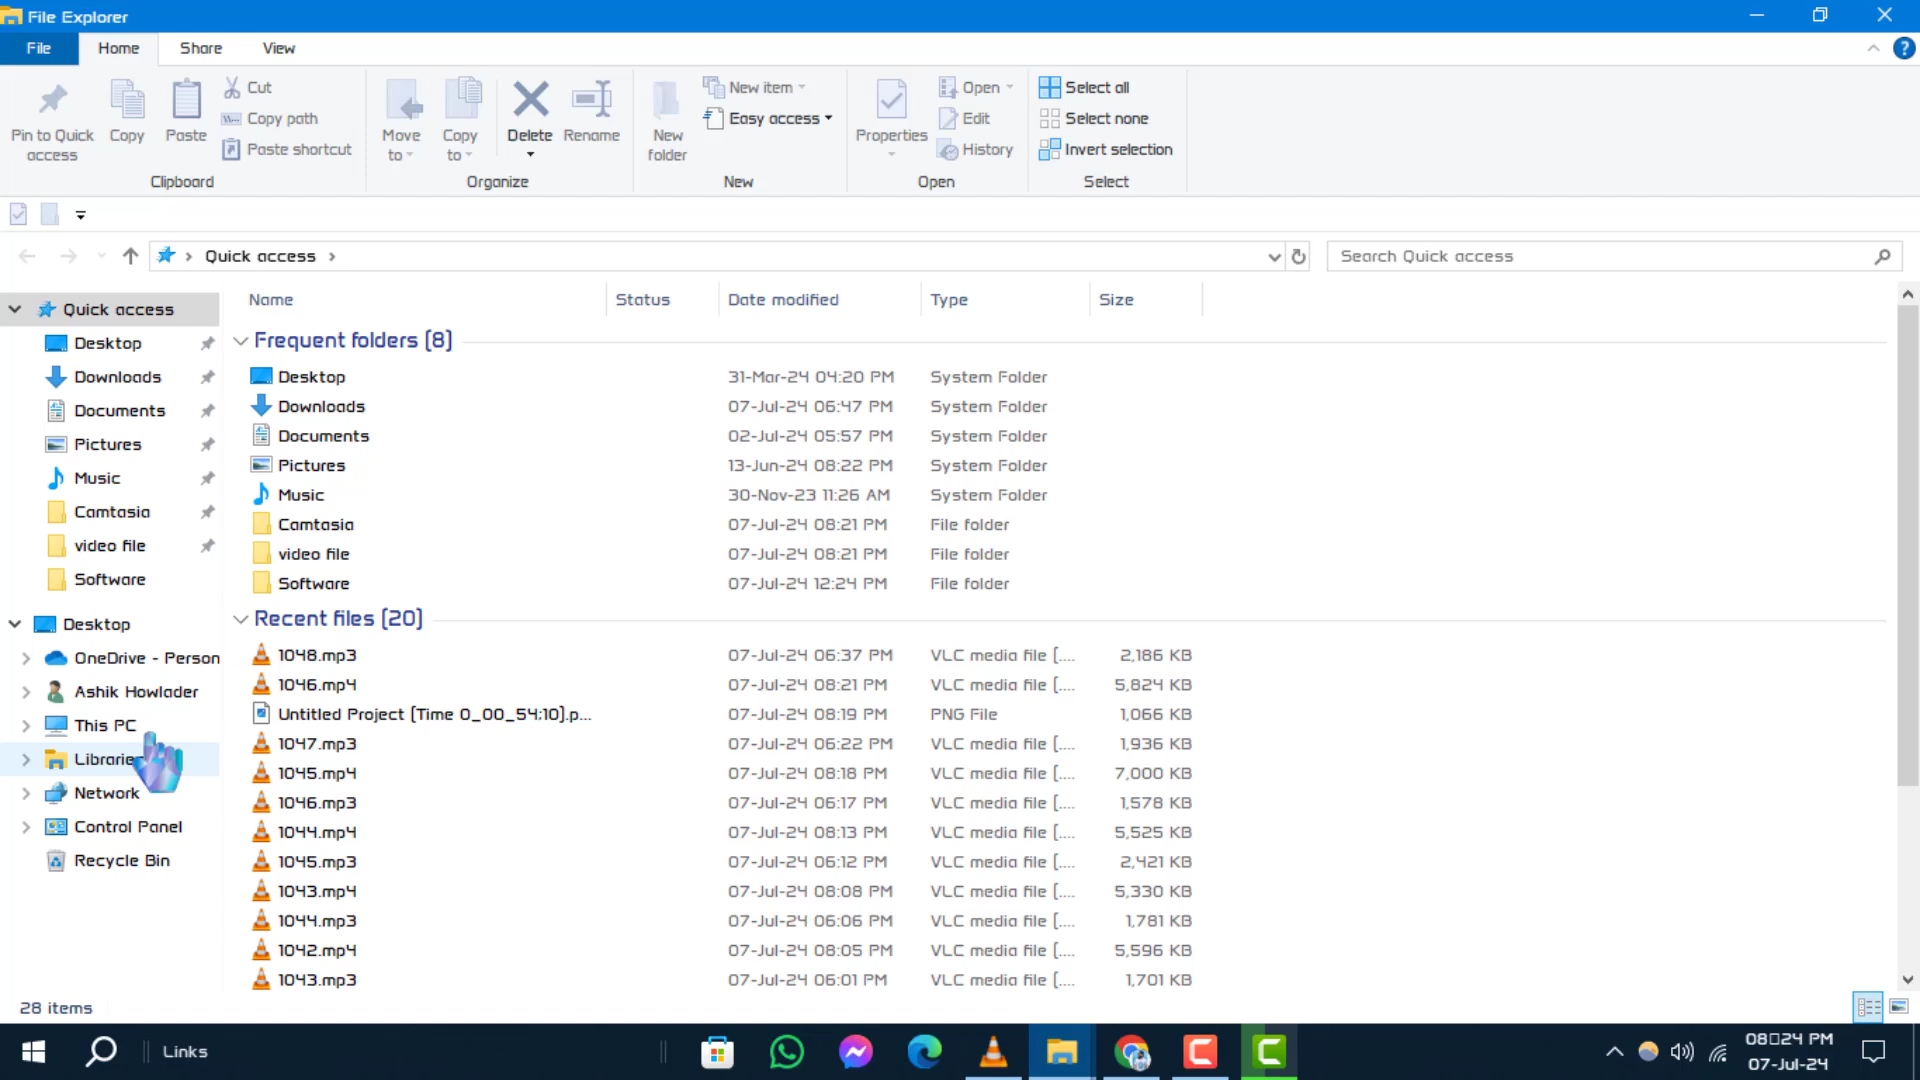 File Explorer
File Home Share View
Pin to Quick access
Copy
Paste
Cut
Copy path
Paste shortcut
Clipboard
Move to
Copy to
Delete
Rename
Organize
New folder
New item
Easy access
New
Properties
Open
Edit
History
Open
Select all
Select none
Invert selection
Select
Quick access
Search Quick access
Quick access
Desktop
Downloads
Documents
Pictures
Music
Camtasia
video file
Software
Desktop
OneDrive - Person
Ashik Howlader
This PC
Librarie
Network
Control Panel
Recycle Bin
Name Status Date modified Type Size
Frequent folders (8)
Desktop 31-Mar-24 04:20 PM System Folder
Downloads 07-Jul-24 06:47 PM System Folder
Documents 02-Jul-24 05:57 PM System Folder
Pictures 13-Jun-24 08:22 PM System Folder
Music 30-Nov-23 11:26 AM System Folder
Camtasia 07-Jul-24 08:21 PM File folder
video file 07-Jul-24 08:21 PM File folder
Software 07-Jul-24 12:24 PM File folder
Recent files (20)
1048.mp3 07-Jul-24 06:37 PM VLC media file (.... 2,186 KB
1046.mp4 07-Jul-24 08:21 PM VLC media file (.... 5,824 KB
Untitled Project (Time 0_00_54;10).p... 07-Jul-24 08:19 PM PNG File 1,066 KB
1047.mp3 07-Jul-24 06:22 PM VLC media file (.... 1,936 KB
1045.mp4 07-Jul-24 08:18 PM VLC media file (.... 7,000 KB
1046.mp3 07-Jul-24 06:17 PM VLC media file (.... 1,578 KB
1044.mp4 07-Jul-24 08:13 PM VLC media file (.... 5,525 KB
1045.mp3 07-Jul-24 06:12 PM VLC media file (.... 2,421 KB
1043.mp4 07-Jul-24 08:08 PM VLC media file (.... 5,330 KB
1044.mp3 07-Jul-24 06:06 PM VLC media file (.... 1,781 KB
1042.mp4 07-Jul-24 08:05 PM VLC media file (.... 5,596 KB
1043.mp3 07-Jul-24 06:01 PM VLC media file (.... 1,701 KB
28 items
Links
08□24 PM
07-Jul-24